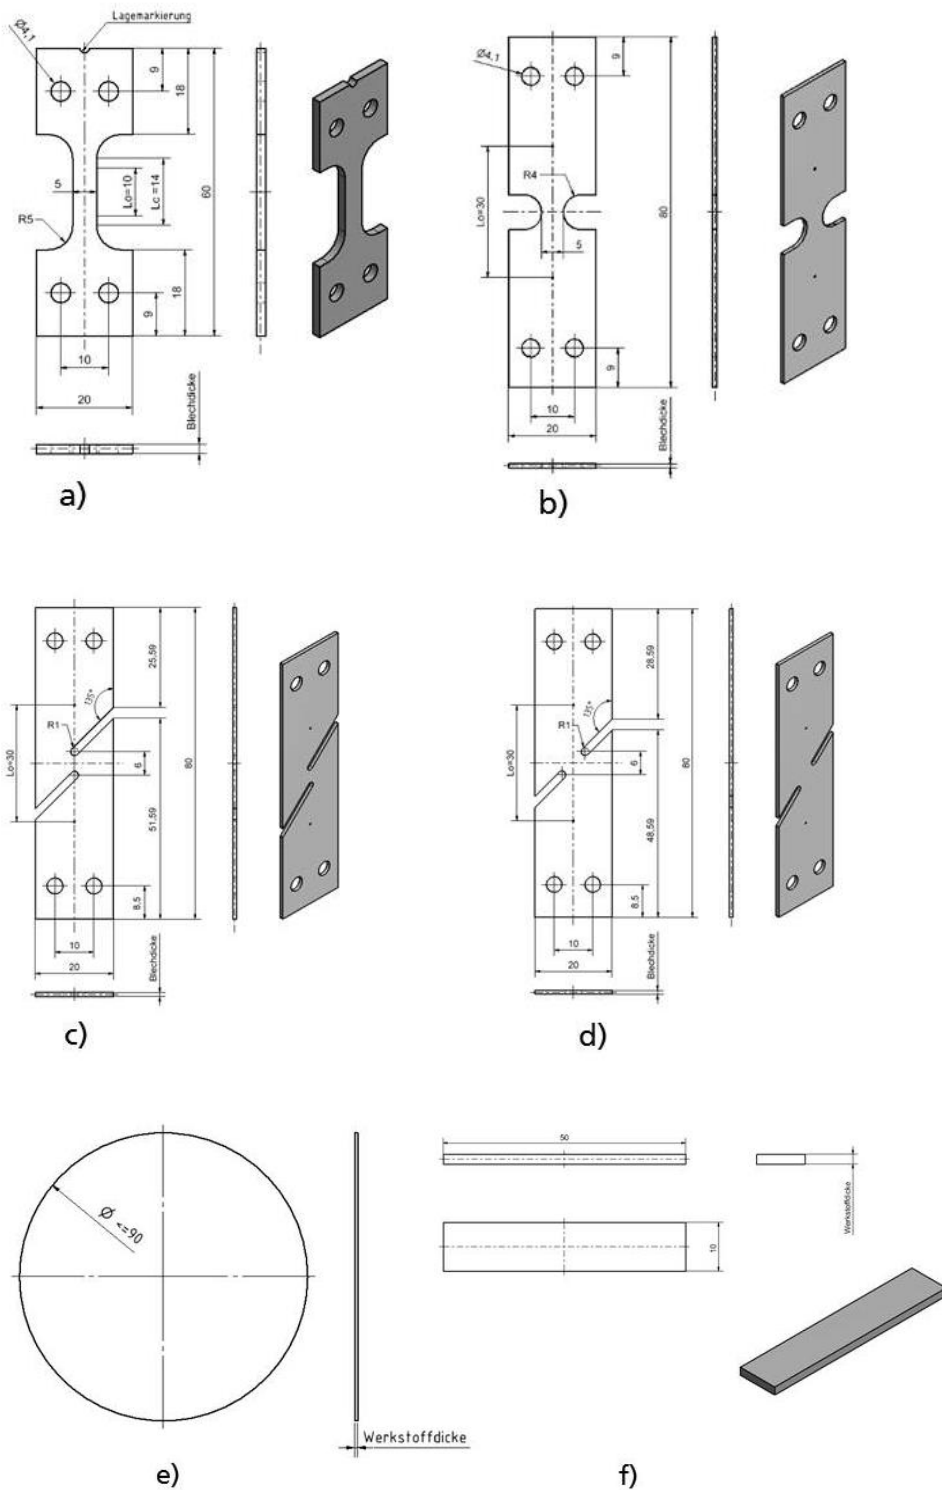 Lagemarkierung
Ø4,1
9
18
5
Lo=10
Lc=14
60
R5
18
9
10
20
Blechdicke
a)
Ø4,1
9
Lo=30
R4
5
80
9
10
20
Blechdicke
b)
25,59
135°
R1
Lo=30
6
80
51,59
8,5
10
20
Blechdicke
c)
28,59
135°
R1
Lo=30
6
80
48,59
8,5
10
20
Blechdicke
d)
Ø <=90
Werkstoffdicke
e)
50
Werkstoffdicke
10
f)